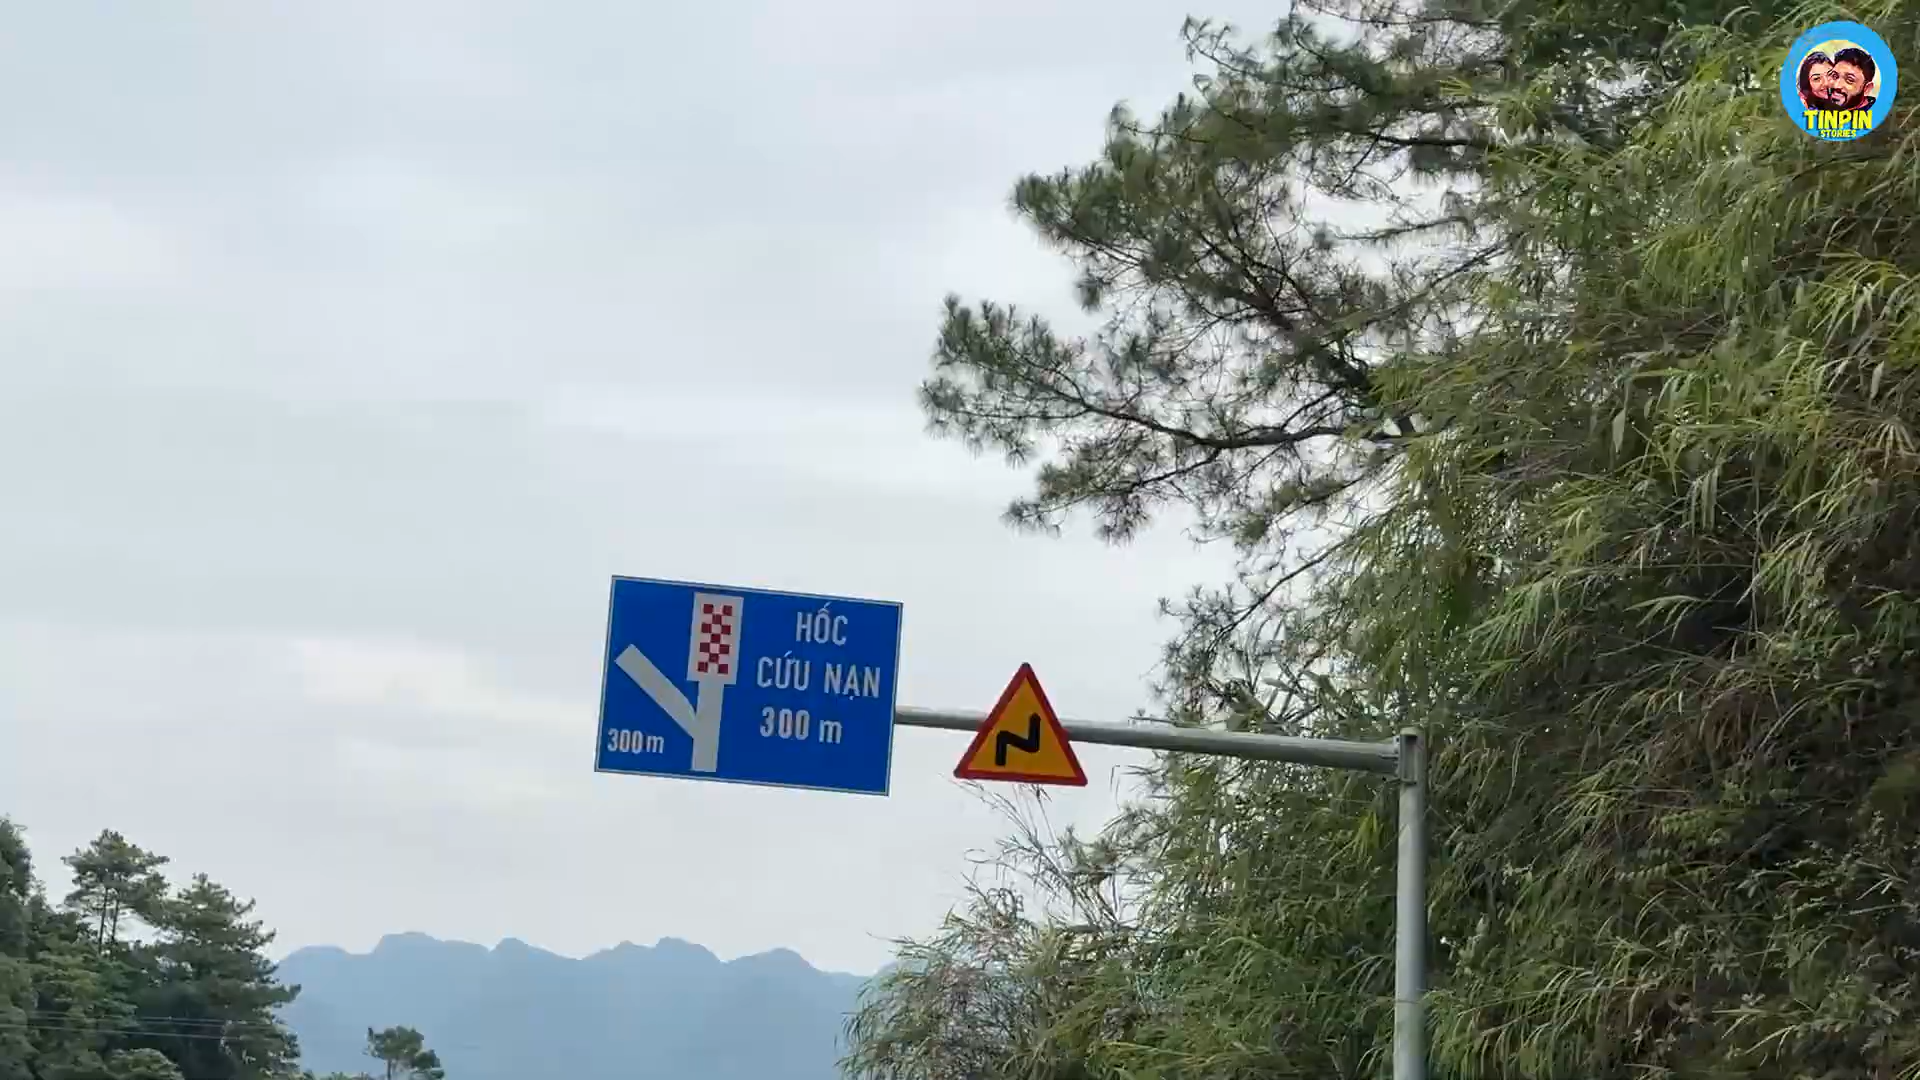 HỐC
CỨU NẠN
300 m
300m
TINPIN
STORIES